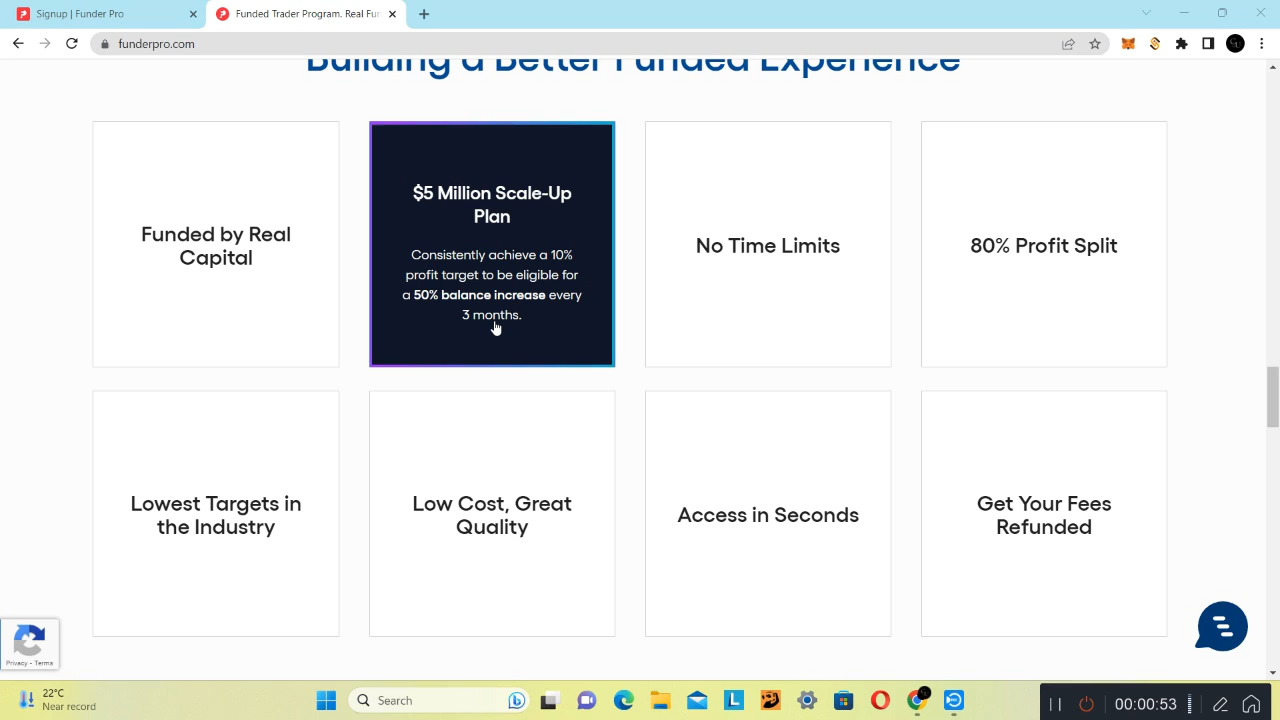 Signup | Funder Pro
Funded Trader Program. Real Fun
funderpro.com
Building a Better Funded Experience
Funded by Real
Capital
$5 Million Scale-Up
Plan
Consistently achieve a 10%
profit target to be eligible for
a 50% balance increase every
3 months.
No Time Limits
80% Profit Split
Lowest Targets in
the Industry
Low Cost, Great
Quality
Access in Seconds
Get Your Fees
Refunded
Privacy - Terms
22°C
Near record
Search
00:00:53